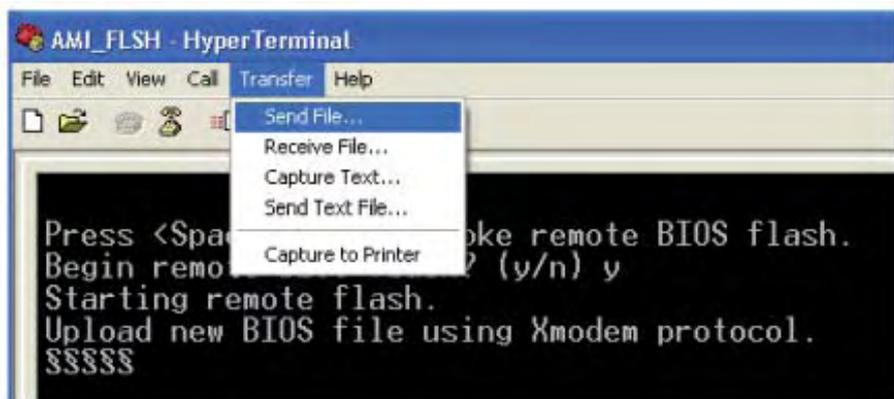 AMI_FLSH - HyperTerminal
File Edit View Call Transfer Help
Send File...
Receive File...
Capture Text...
Send Text File...
Capture to Printer
Press <Spa oke remote BIOS flash.
Begin remo ? (y/n) y
Starting remote flash.
Upload new BIOS file using Xmodem protocol.
§§§§§